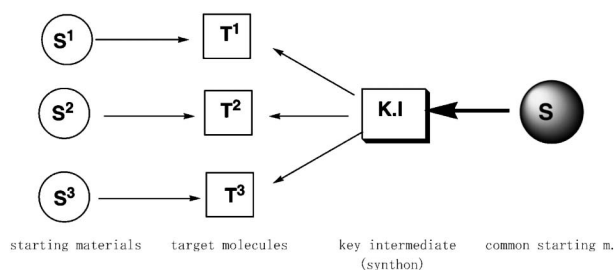 S¹ T¹
S² T² K.I S
S³ T³
starting materials target molecules key intermediate common starting m.
(synthon)